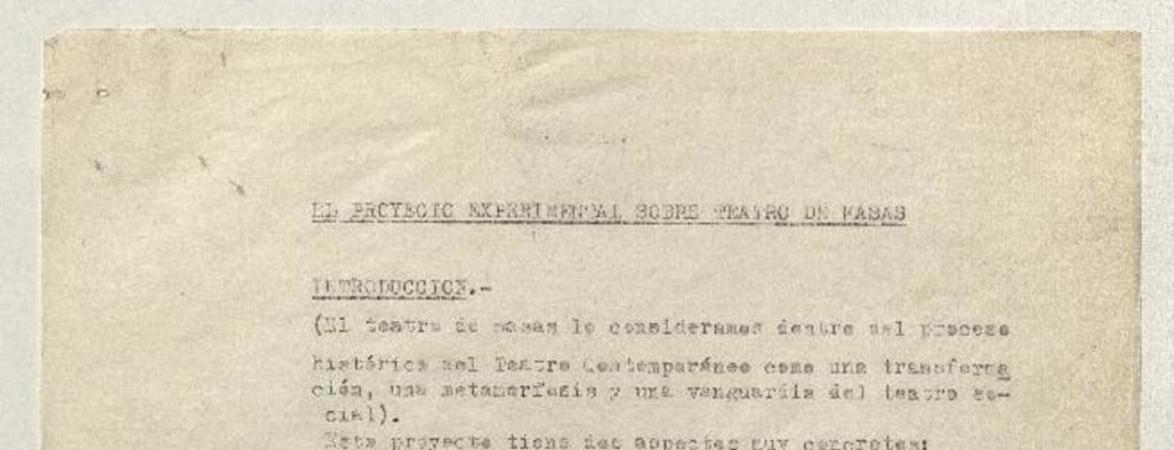 EL PROYECTO EXPERIMENTAL SOBRE TEATRO DE MASAS
INTRODUCCION.-
(El teatro de masas lo consideramos dentro del proceso
histórico del Teatro Contemporáneo como una transforma
ción, una metamorfosis y una vanguardia del teatro so-
cial).
Este proyecto tiene dos aspectos muy concretos: